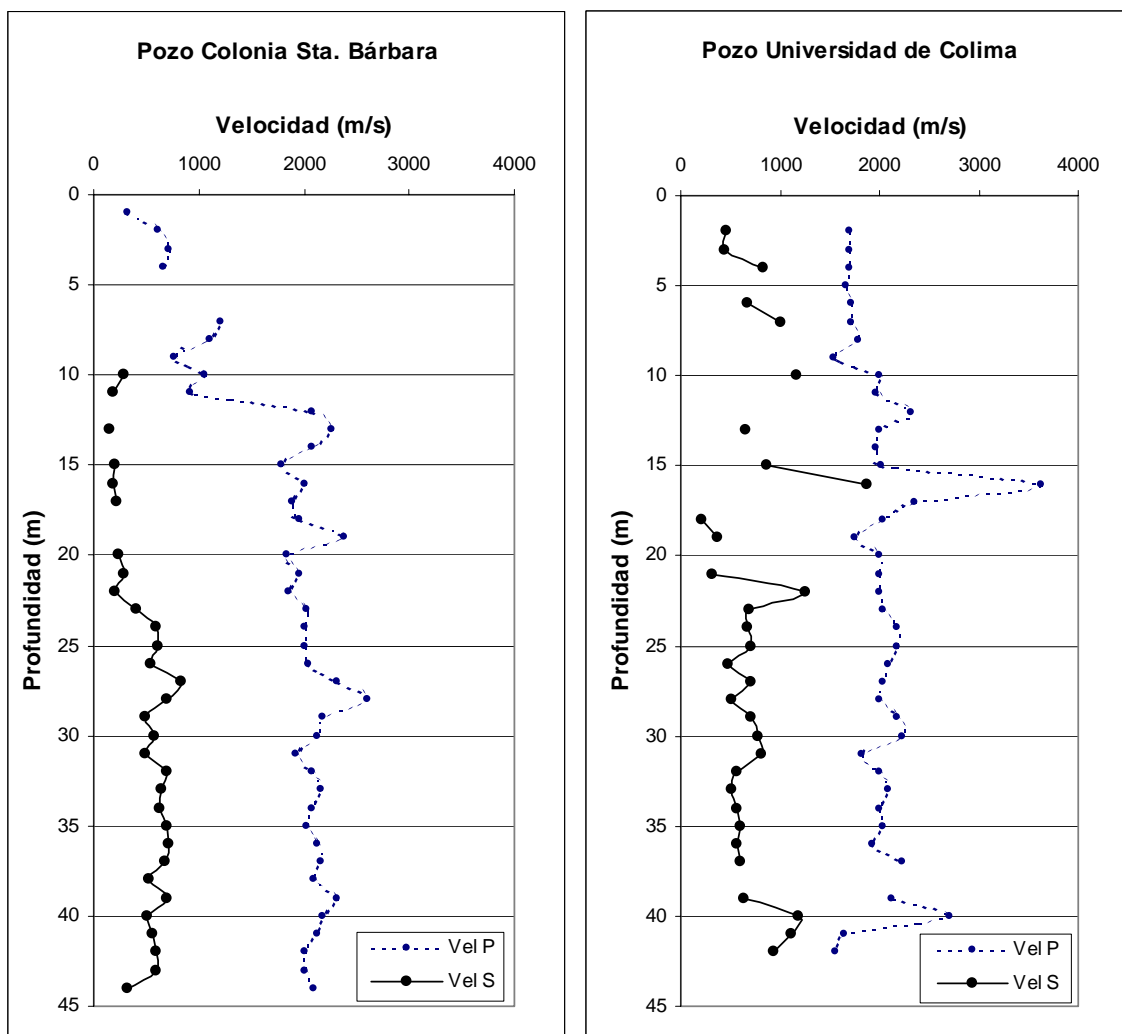 Pozo Colonia Sta. Bárbara
Velocidad (m/s)
0 1000 2000 3000 4000
Profundidad (m)
0
5
10
15
20
25
30
35
40
45
Vel P
Vel S
Pozo Universidad de Colima
Velocidad (m/s)
0 1000 2000 3000 4000
Profundidad (m)
0
5
10
15
20
25
30
35
40
45
Vel P
Vel S